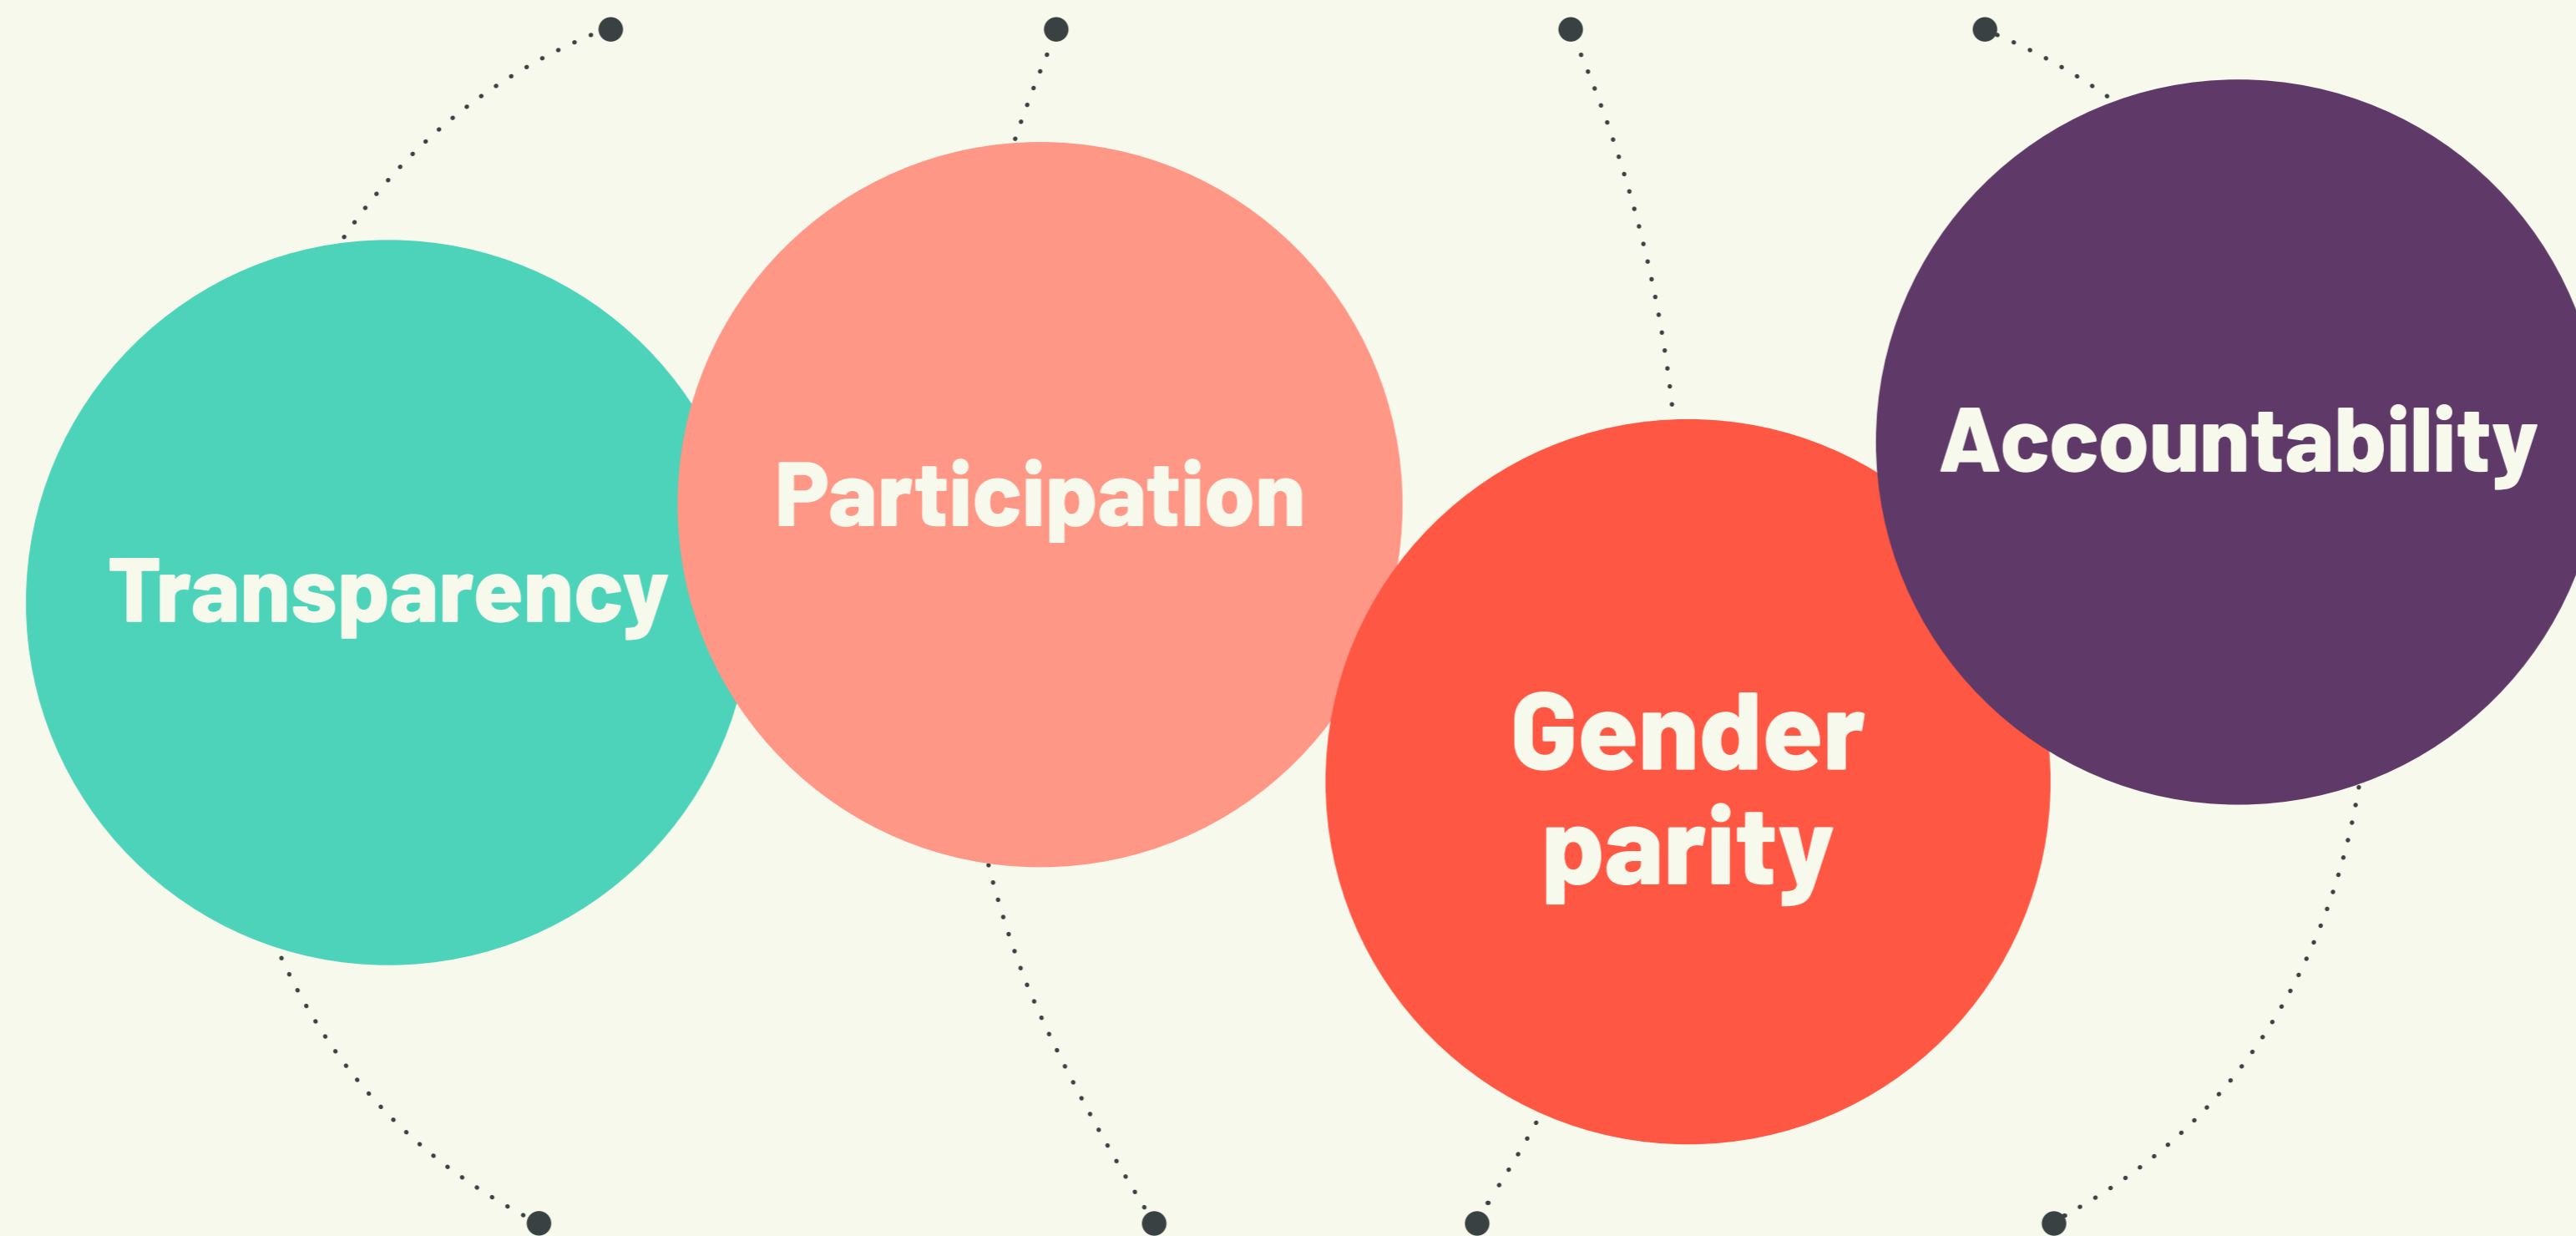 Transparency
Participation
Gender
parity
Accountability